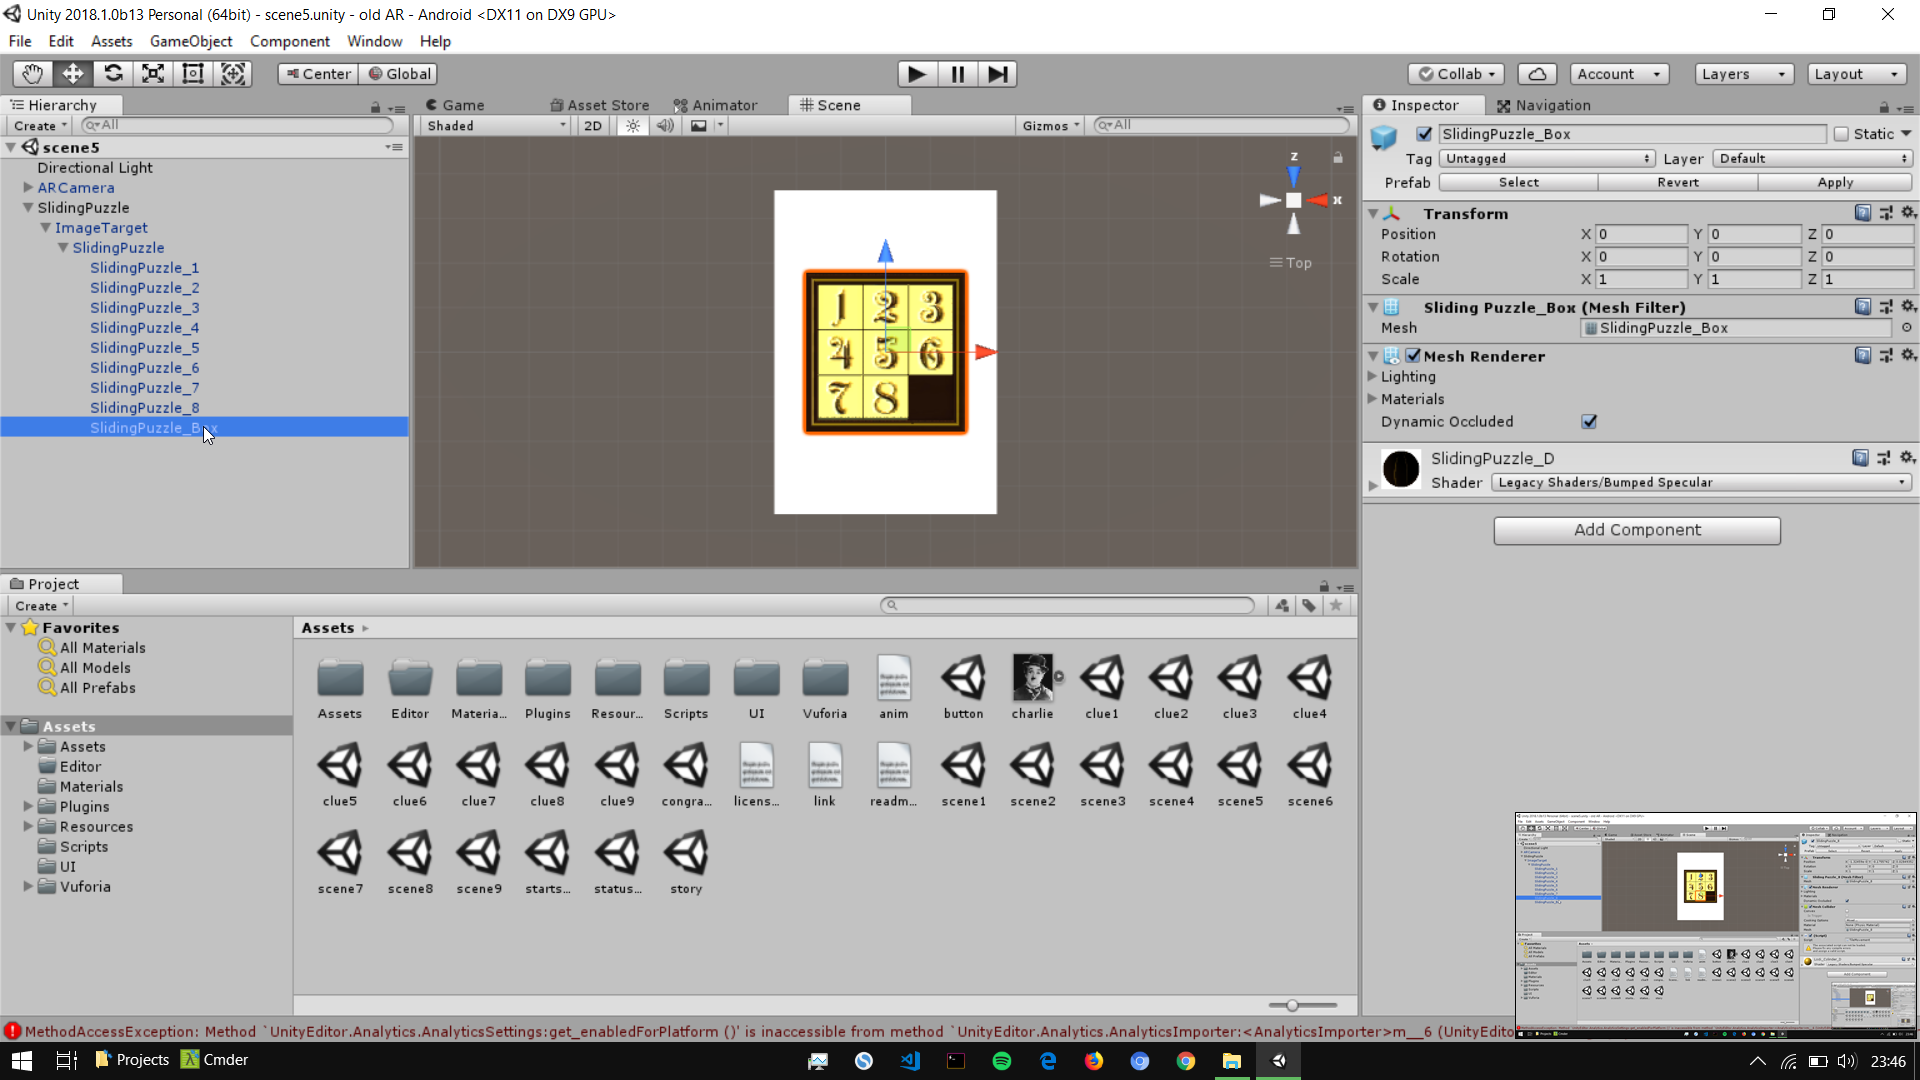 Unity 2018.1.0b13 Personal (64bit) - scene5.unity - old AR - Android <DX11 on DX9 GPU>
File Edit Assets GameObject Component Window Help
Center Global Collab Account Layers Layout
Hierarchy
Create All
scene5
Directional Light
ARCamera
SlidingPuzzle
ImageTarget
SlidingPuzzle
SlidingPuzzle_1
SlidingPuzzle_2
SlidingPuzzle_3
SlidingPuzzle_4
SlidingPuzzle_5
SlidingPuzzle_6
SlidingPuzzle_7
SlidingPuzzle_8
SlidingPuzzle_Box
Game Asset Store Animator Scene
Shaded 2D Gizmos All
z
x
Top
1 2 3
4 5 6
7 8
Inspector Navigation
SlidingPuzzle_Box Static
Tag Untagged Layer Default
Prefab Select Revert Apply
Transform
Position X 0 Y 0 Z 0
Rotation X 0 Y 0 Z 0
Scale X 1 Y 1 Z 1
Sliding Puzzle_Box (Mesh Filter)
Mesh SlidingPuzzle_Box
Mesh Renderer
Lighting
Materials
Dynamic Occluded
SlidingPuzzle_D
Shader Legacy Shaders/Bumped Specular
Add Component
Project
Create
Favorites
All Materials
All Models
All Prefabs
Assets
Assets
Editor
Materials
Plugins
Resources
Scripts
UI
Vuforia
Assets
Assets Editor Materia... Plugins Resour... Scripts UI Vuforia anim button charlie clue1 clue2 clue3 clue4
clue5 clue6 clue7 clue8 clue9 congra... licens... link readm... scene1 scene2 scene3 scene4 scene5 scene6
scene7 scene8 scene9 starts... status... story
MethodAccessException: Method `UnityEditor.Analytics.AnalyticsSettings:get_enabledForPlatform ()' is inaccessible from method `UnityEditor.Analytics.AnalyticsImporter:<AnalyticsImporter>m__6 (UnityEdito
Projects Cmder 23:46